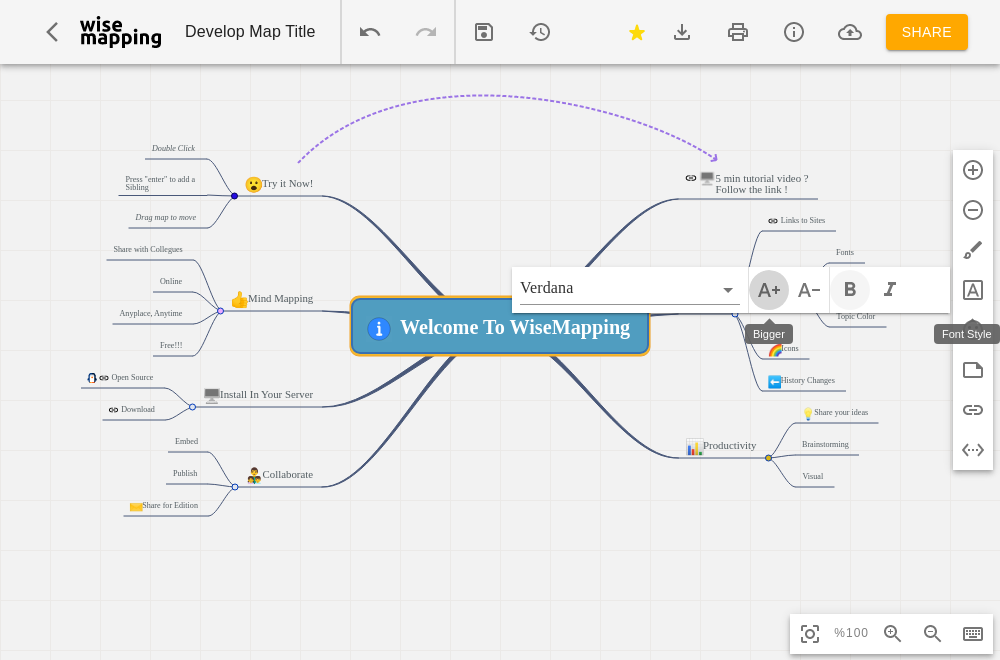 wise
mapping
Develop Map Title
SHARE
Double Click
Press "enter" to add a
Sibling
Drag map to move
Try it Now!
5 min tutorial video ?
Follow the link !
Links to Sites
Fonts
Share with Collegues
Online
Anyplace, Anytime
Free!!!
Mind Mapping
Verdana
A+
A-
B
I
Topic Color
Welcome To WiseMapping
Bigger
Font Style
Icons
History Changes
Open Source
Download
Install In Your Server
Share your ideas
Brainstorming
Visual
Productivity
Embed
Publish
Share for Edition
Collaborate
%100